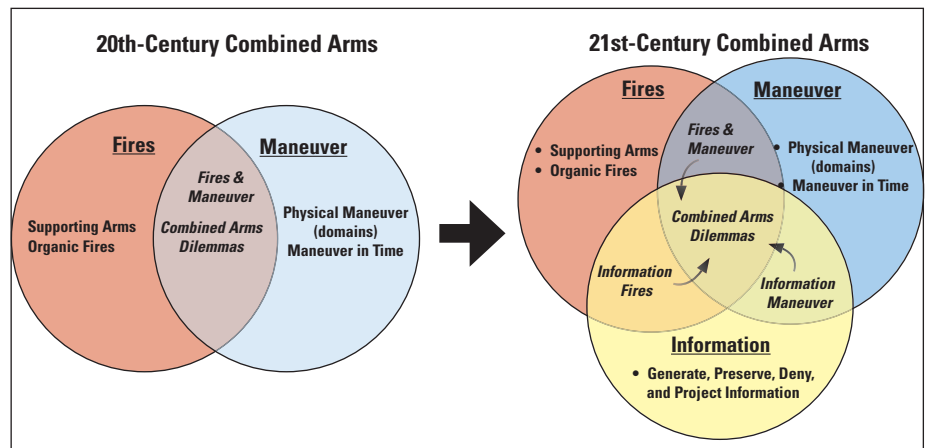 20th-Century Combined Arms
Fires
Maneuver
Supporting Arms
Organic Fires
Fires &
Maneuver
Combined Arms
Dilemmas
Physical Maneuver
(domains)
Maneuver in Time
21st-Century Combined Arms
Fires
Maneuver
• Supporting Arms
• Organic Fires
Fires &
Maneuver
• Physical Maneuver
(domains)
• Maneuver in Time
Combined Arms
Dilemmas
Information
Fires
Information
Maneuver
Information
• Generate, Preserve, Deny,
and Project Information